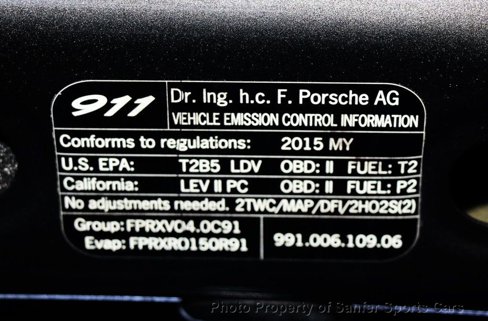 911
Dr. Ing. h.c. F. Porsche AG
VEHICLE EMISSION CONTROL INFORMATION
Conforms to regulations: 2015 MY
U.S. EPA: T2B5 LDV OBD: II FUEL: T2
California: LEV II PC OBD: II FUEL: P2
No adjustments needed. 2TWC/MAP/DFI/2HO2S(2)
Group: FPRXV04.0C91
Evap: FPRXR0150R91
991.006.109.06
Photo Property of Sanfer Sports Cars